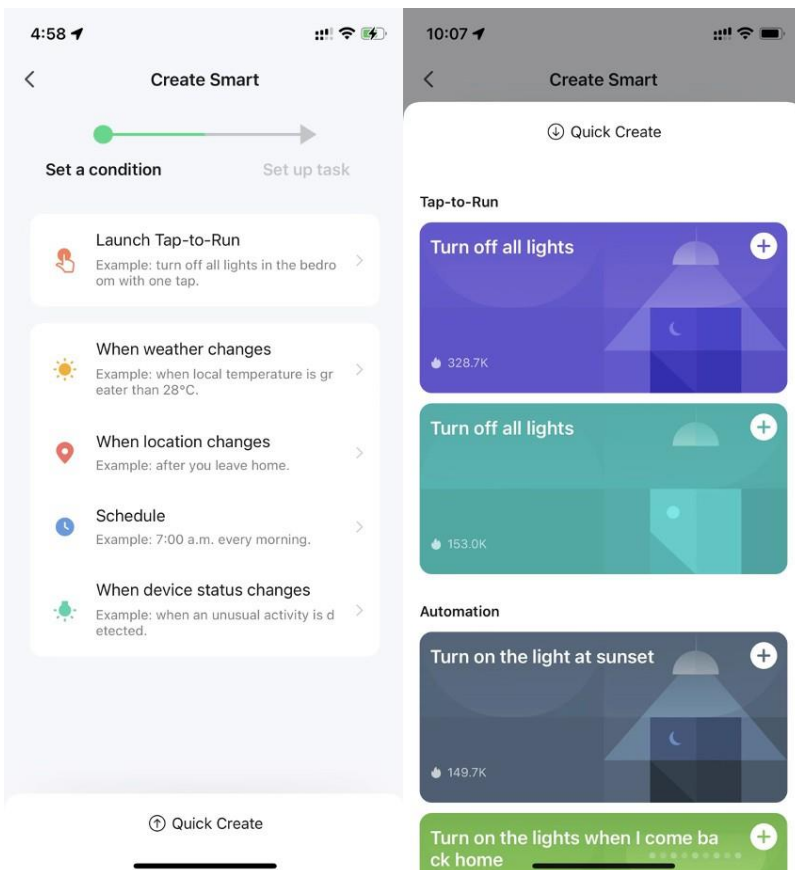 4:58
Create Smart
Set a condition
Set up task
Launch Tap-to-Run
Example: turn off all lights in the bedro
om with one tap.
When weather changes
Example: when local temperature is gr
eater than 28°C.
When location changes
Example: after you leave home.
Schedule
Example: 7:00 a.m. every morning.
When device status changes
Example: when an unusual activity is d
etected.
Quick Create
10:07
Create Smart
Quick Create
Tap-to-Run
Turn off all lights
328.7K
Turn off all lights
153.0K
Automation
Turn on the light at sunset
149.7K
Turn on the lights when I come ba
ck home